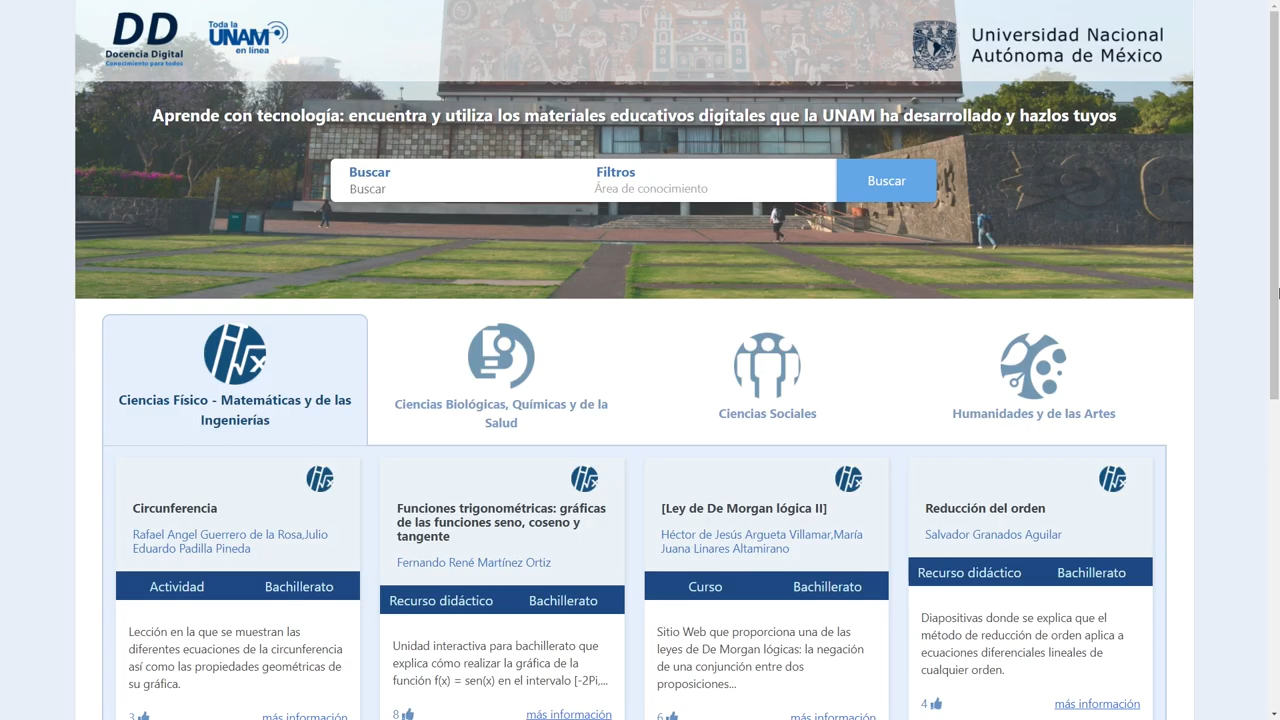 DD
Docencia Digital
Conocimiento para todos
Toda la
UNAM
en línea
Universidad Nacional
Autónoma de México
Aprende con tecnología: encuentra y utiliza los materiales educativos digitales que la UNAM ha desarrollado y hazlos tuyos
Buscar
Buscar
Filtros
Área de conocimiento
Buscar
Ciencias Físico - Matemáticas y de las
Ingenierías
Ciencias Biológicas, Químicas y de la
Salud
Ciencias Sociales
Humanidades y de las Artes
Circunferencia
Rafael Angel Guerrero de la Rosa,Julio
Eduardo Padilla Pineda
Actividad Bachillerato
Lección en la que se muestran las
diferentes ecuaciones de la circunferencia
así como las propiedades geométricas de
su gráfica.
3 más información
Funciones trigonométricas: gráficas
de las funciones seno, coseno y
tangente
Fernando René Martínez Ortiz
Recurso didáctico Bachillerato
Unidad interactiva para bachillerato que
explica cómo realizar la gráfica de la
función f(x) = sen(x) en el intervalo [-2Pi,...
8 más información
[Ley de De Morgan lógica II]
Héctor de Jesús Argueta Villamar,María
Juana Linares Altamirano
Curso Bachillerato
Sitio Web que proporciona una de las
leyes de De Morgan lógicas: la negación
de una conjunción entre dos
proposiciones...
6 más información
Reducción del orden
Salvador Granados Aguilar
Recurso didáctico Bachillerato
Diapositivas donde se explica que el
método de reducción de orden aplica a
ecuaciones diferenciales lineales de
cualquier orden.
4 más información